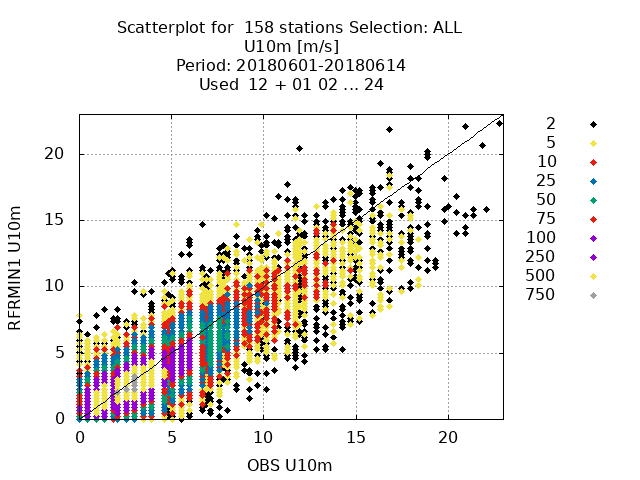 Scatterplot for  158 stations Selection: ALL
U10m [m/s]
Period: 20180601-20180614
Used  12 + 01 02 ... 24
RFRMIN1 U10m
20
15
10
5
0
0 5 10 15 20
OBS U10m
2
5
10
25
50
75
100
250
500
750